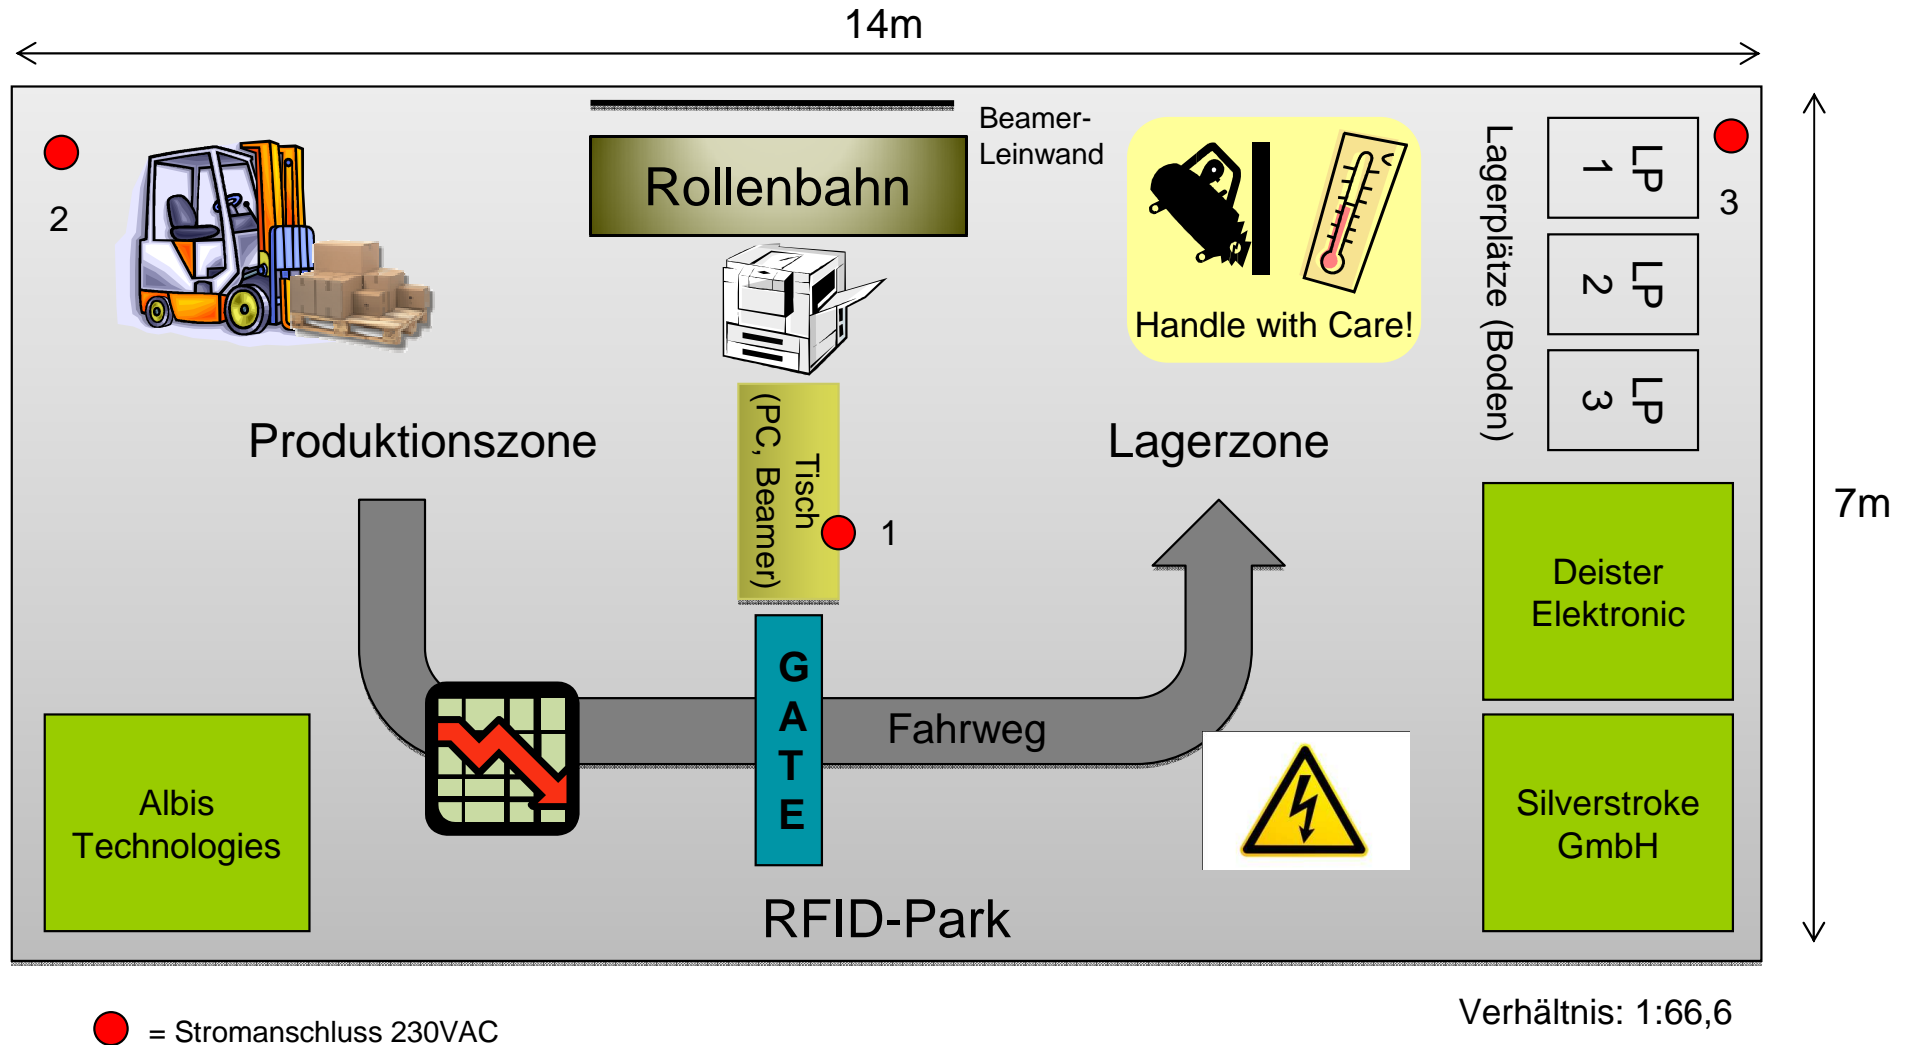 14m
Beamer-
Leinwand
Rollenbahn
2
Handle with Care!
Lagerplätze (Boden)
LP
1
LP
2
LP
3
3
Produktionszone
Tisch
(PC, Beamer)
1
Lagerzone
7m
Deister
Elektronic
GATE
Fahrweg
Albis
Technologies
Silverstroke
GmbH
RFID-Park
= Stromanschluss 230VAC
Verhältnis: 1:66,6